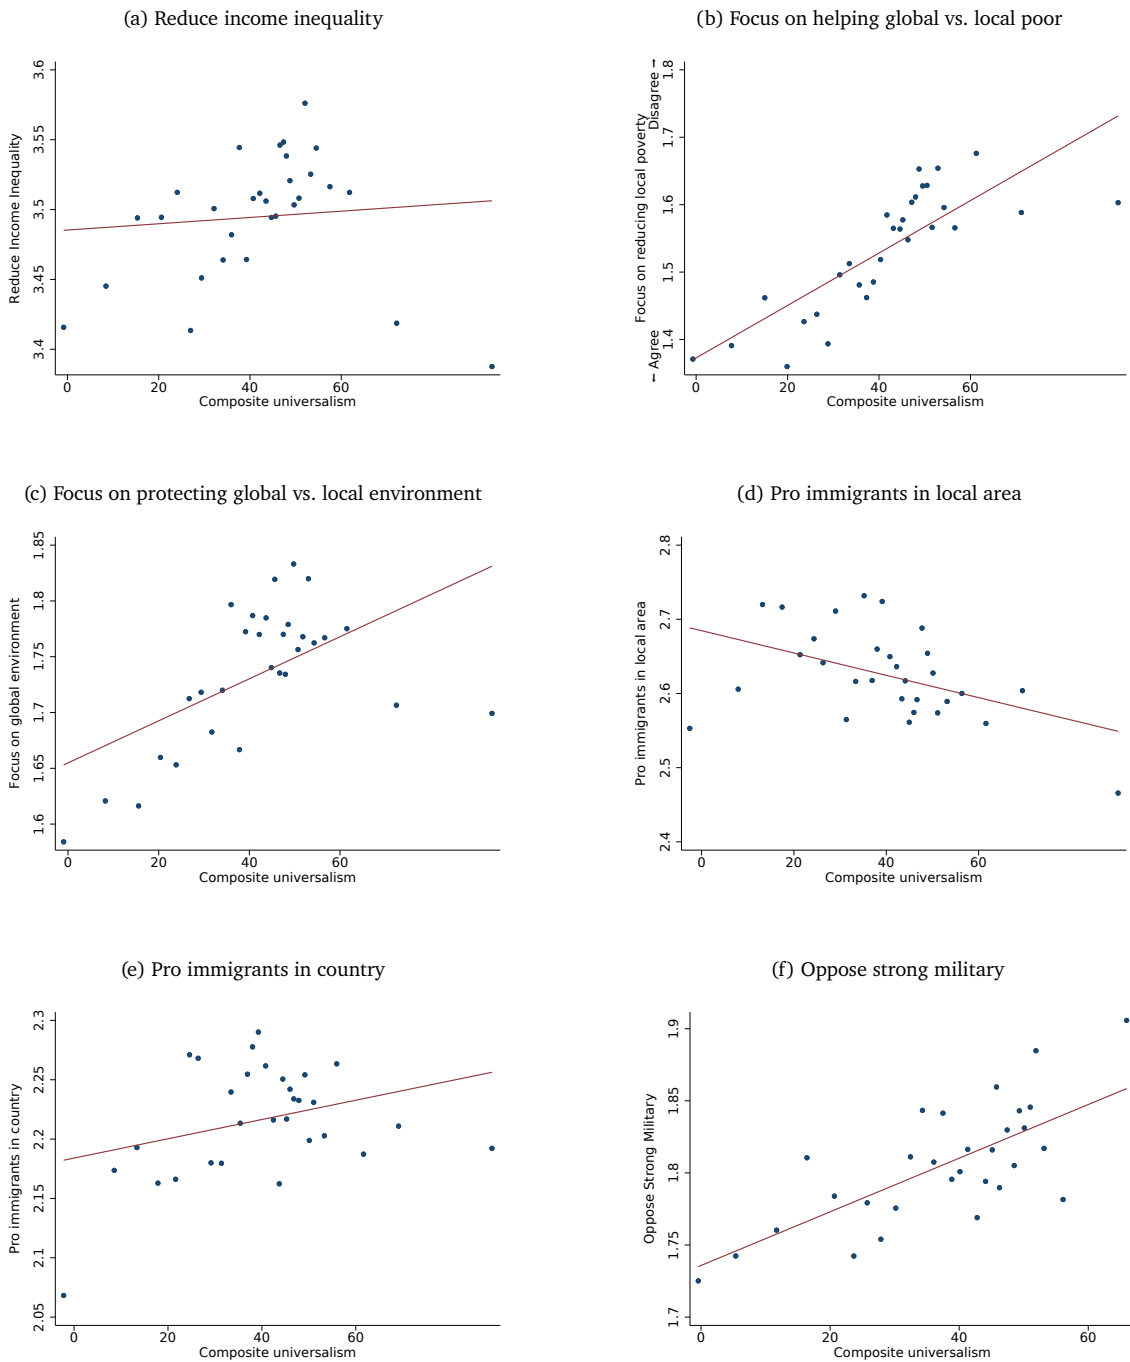 (a) Reduce income inequality
Reduce Income Inequality
3.6
3.55
3.5
3.45
3.4
0 20 40 60
Composite universalism
(b) Focus on helping global vs. local poor
Focus on reducing local poverty
← Agree Disagree →
1.8
1.7
1.6
1.5
1.4
0 20 40 60
Composite universalism
(c) Focus on protecting global vs. local environment
Focus on global environment
1.85
1.8
1.75
1.7
1.65
1.6
0 20 40 60
Composite universalism
(d) Pro immigrants in local area
Pro immigrants in local area
2.8
2.7
2.6
2.5
2.4
0 20 40 60
Composite universalism
(e) Pro immigrants in country
Pro immigrants in country
2.3
2.25
2.2
2.15
2.1
2.05
0 20 40 60
Composite universalism
(f) Oppose strong military
Oppose Strong Military
1.9
1.85
1.8
1.75
1.7
0 20 40 60
Composite universalism